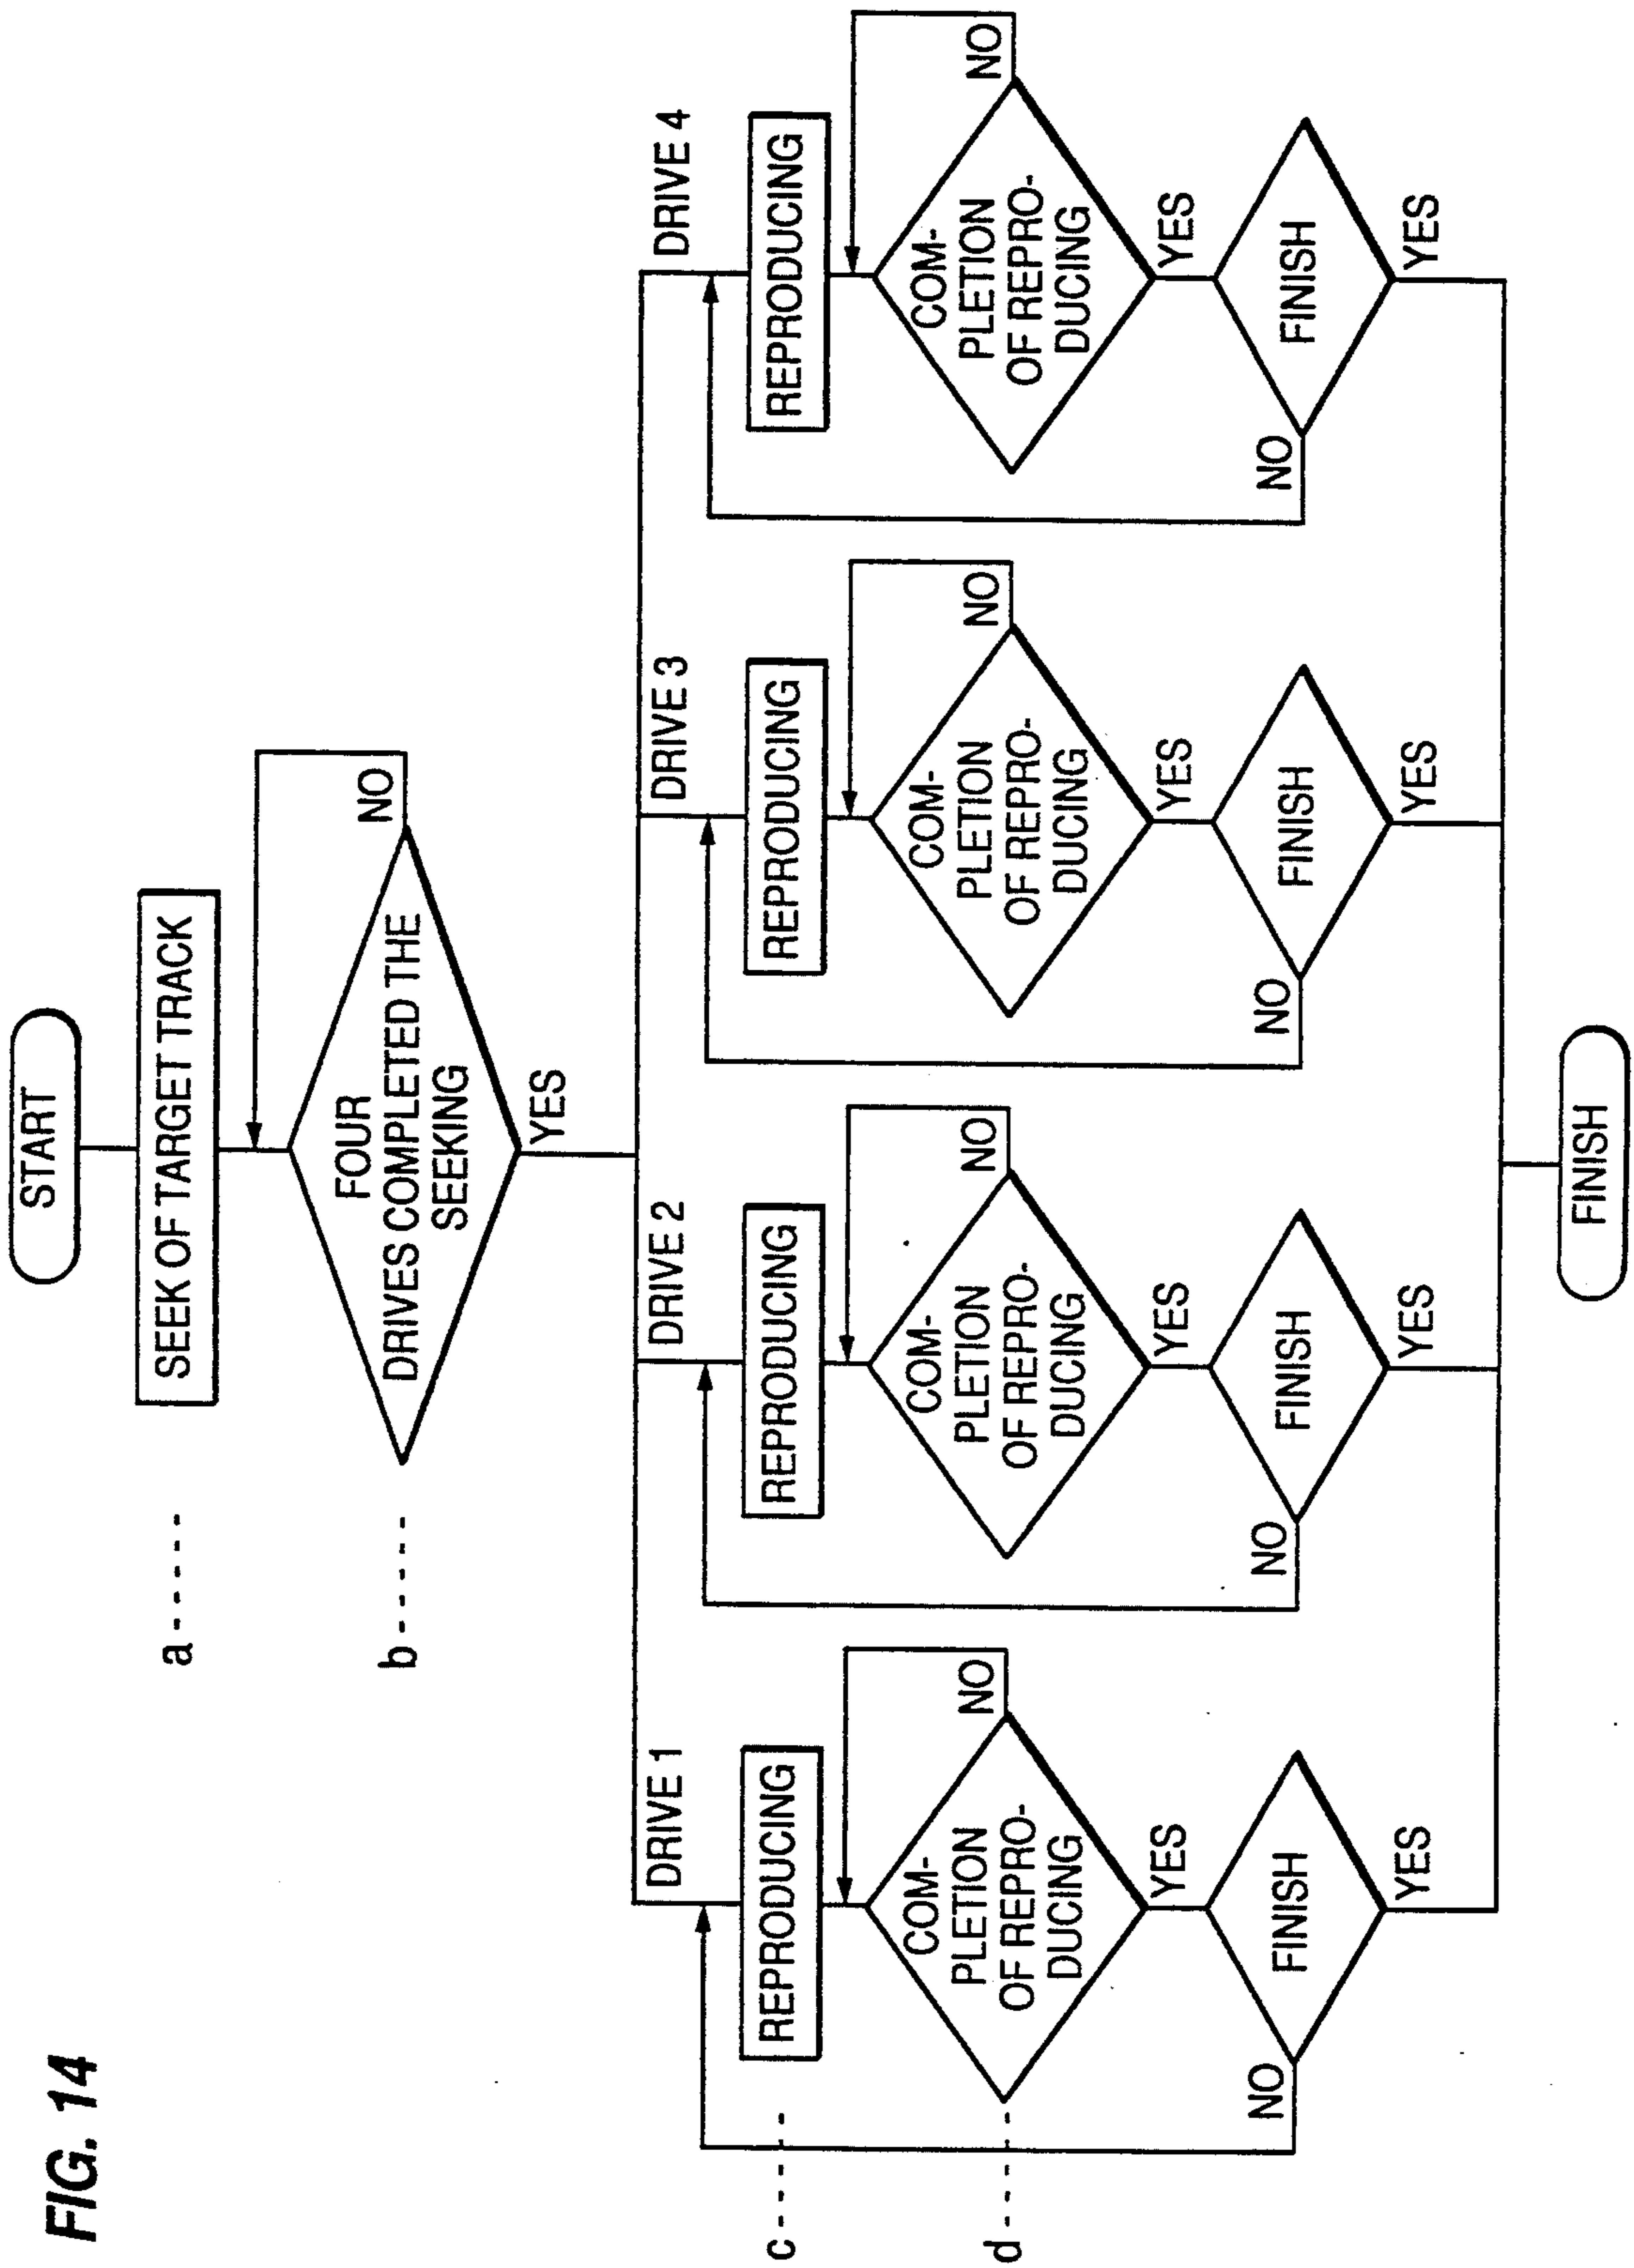 FIG. 14
START
a
SEEK OF TARGET TRACK
b
FOUR
DRIVES COMPLETED THE
SEEKING
NO
YES
DRIVE 1
DRIVE 2
DRIVE 3
DRIVE 4
c
REPRODUCING
REPRODUCING
REPRODUCING
REPRODUCING
d
COM-
PLETION
OF REPRO-
DUCING
NO
YES
COM-
PLETION
OF REPRO-
DUCING
NO
YES
COM-
PLETION
OF REPRO-
DUCING
NO
YES
COM-
PLETION
OF REPRO-
DUCING
NO
YES
NO
FINISH
YES
NO
FINISH
YES
NO
FINISH
YES
NO
FINISH
YES
FINISH